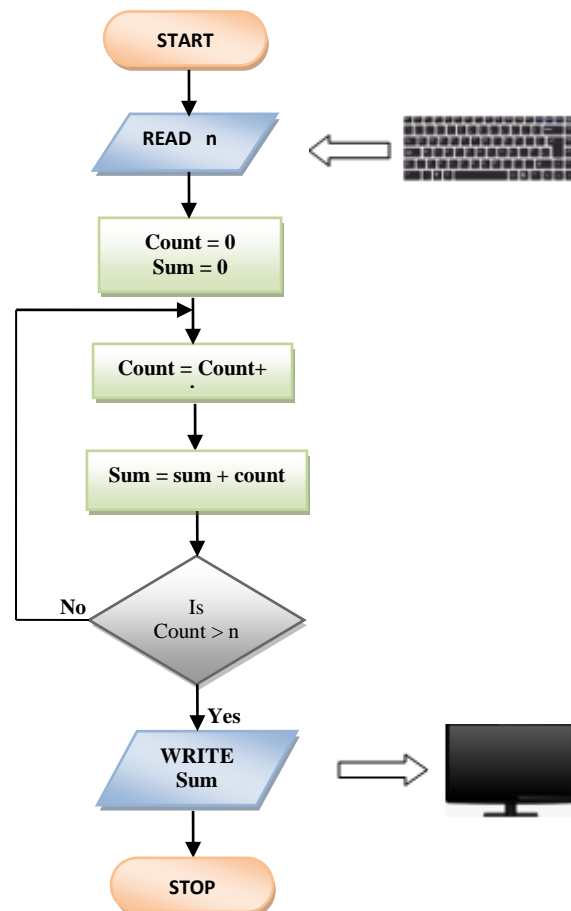 START
READ n
Count = 0
Sum = 0
Count = Count+
Sum = sum + count
No
Is
Count > n
Yes
WRITE
Sum
STOP